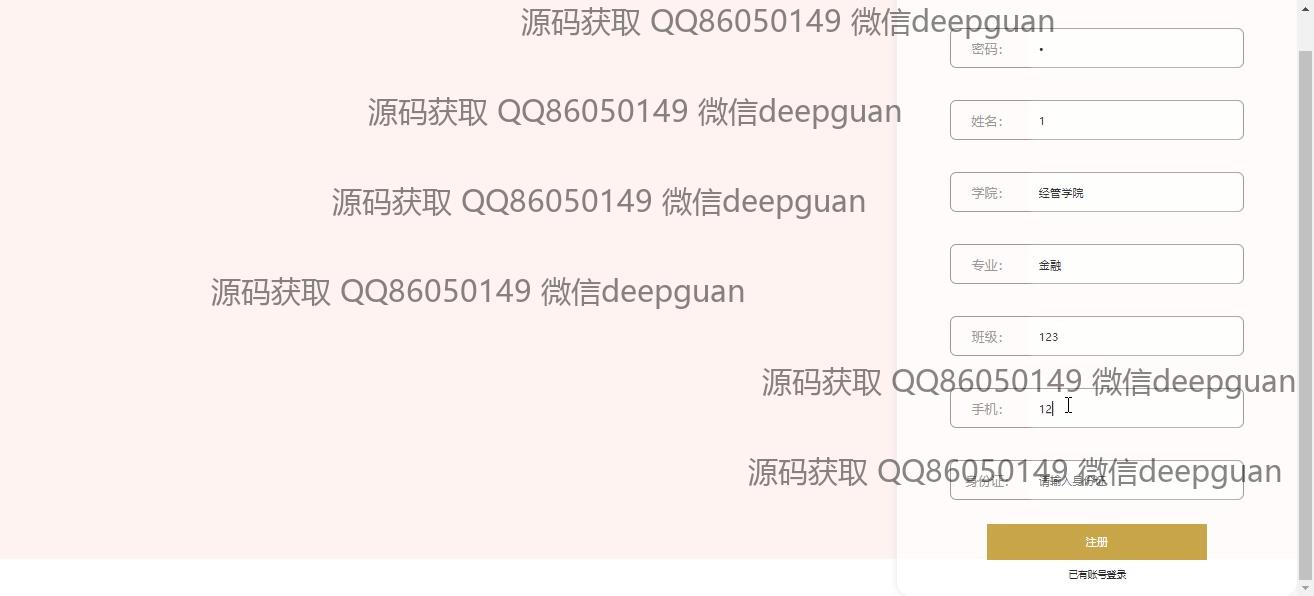 源码获取 QQ86050149 微信deepguan
密码： •
源码获取 QQ86050149 微信deepguan
姓名： 1
学院： 经管学院
源码获取 QQ86050149 微信deepguan
专业： 金融
源码获取 QQ86050149 微信deepguan
班级： 123
源码获取 QQ86050149 微信deepguan
手机： 12
源码获取 QQ86050149 微信deepguan
身份证： 请输入身份证
注册
已有账号登录